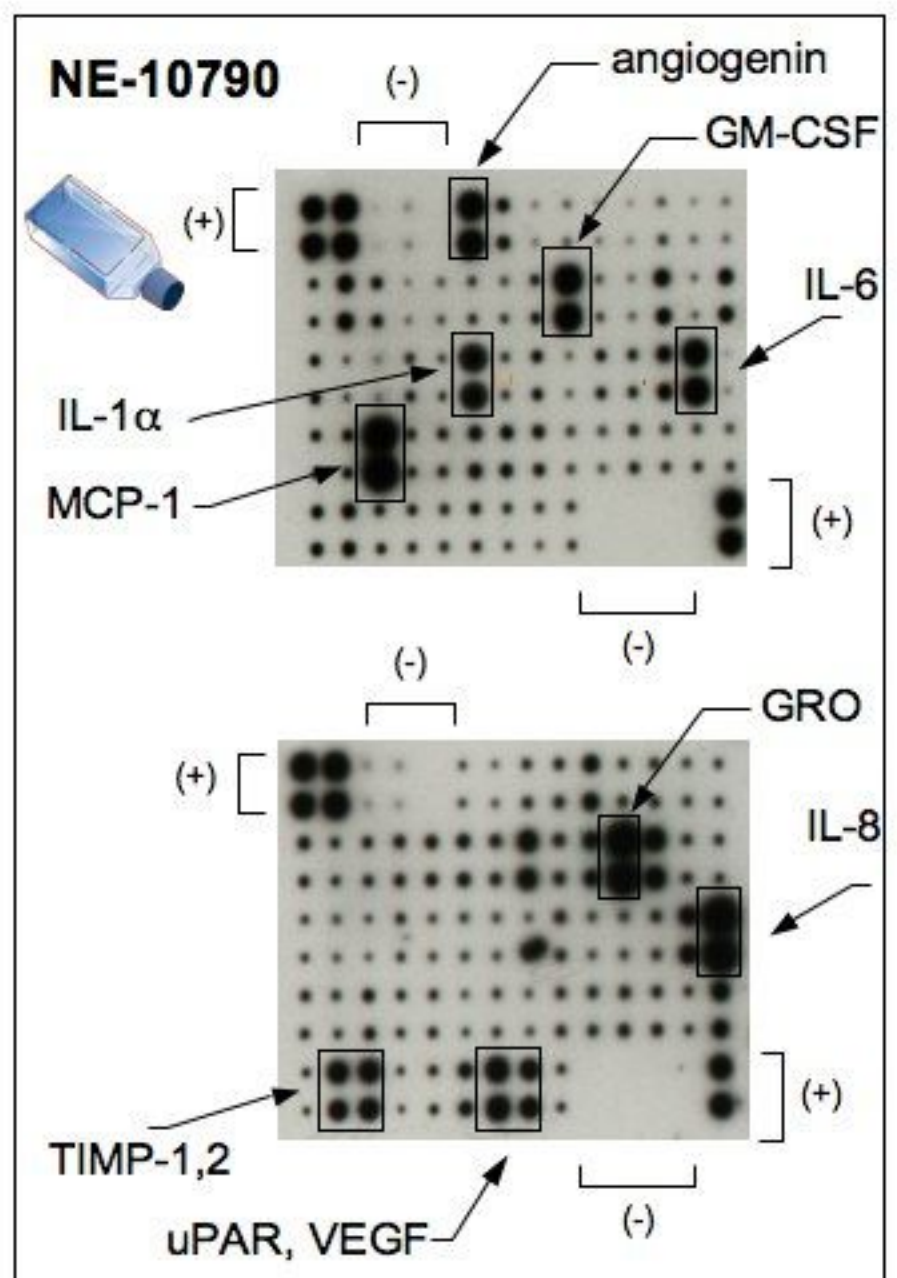 NE-10790
(-)
angiogenin
GM-CSF
(+)
IL-6
IL-1α
MCP-1
(+)
(-)
(-)
GRO
(+)
IL-8
(+)
TIMP-1,2
(-)
uPAR, VEGF